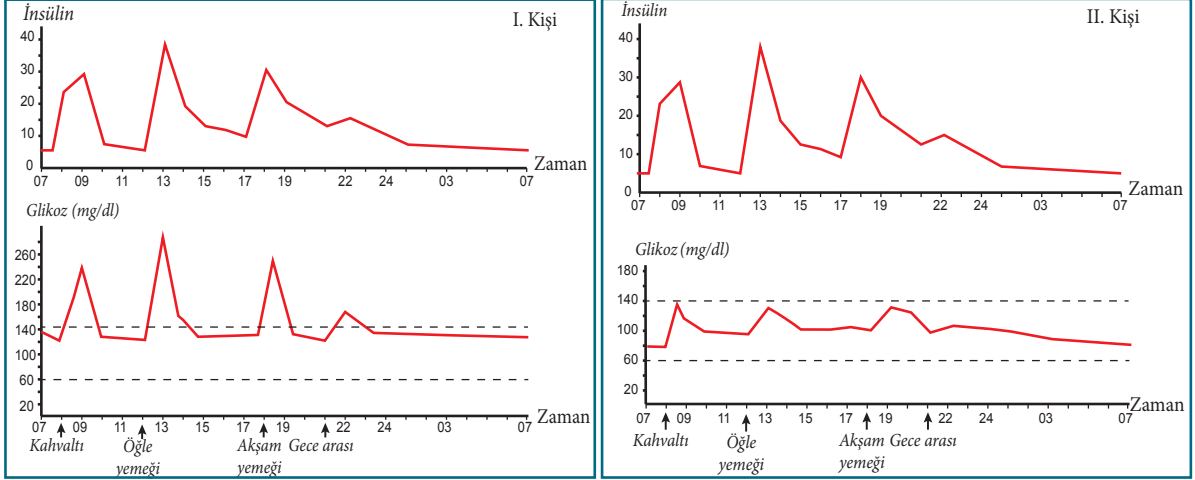 İnsülin
I. Kişi
40
30
20
10
0
07 09 11 13 15 17 19 22 24 03 07
Zaman
Glikoz (mg/dl)
260
220
180
140
100
60
20
07 09 11 13 15 17 19 22 24 03 07
Zaman
Kahvaltı
Öğle
yemeği
Akşam
yemeği
Gece arası
İnsülin
II. Kişi
40
30
20
10
0
07 09 11 13 15 17 19 22 24 03 07
Zaman
Glikoz (mg/dl)
180
140
100
60
20
07 09 11 13 15 17 19 22 24 03 07
Zaman
Kahvaltı
Öğle
yemeği
Akşam
yemeği
Gece arası